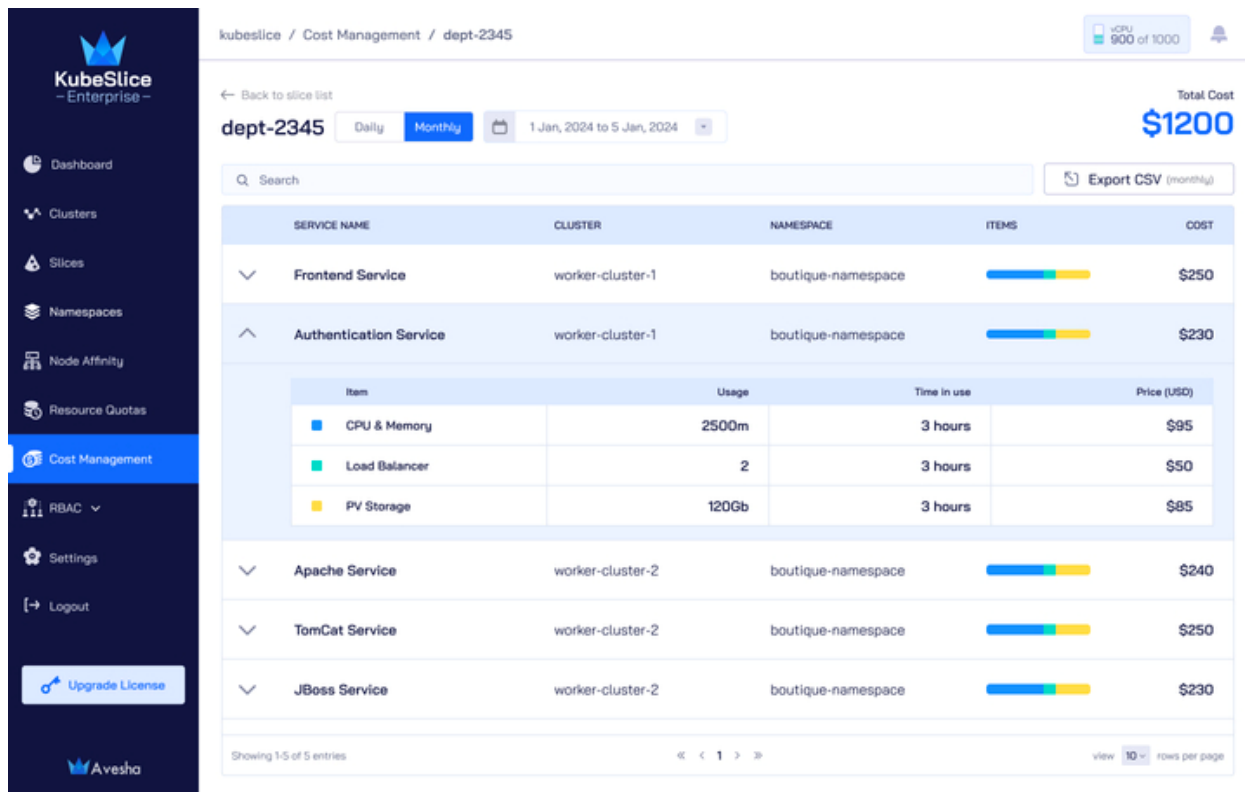 KubeSlice
– Enterprise –
Dashboard
Clusters
Slices
Namespaces
Node Affinity
Resource Quotas
Cost Management
RBAC
Settings
Logout
Upgrade License
Avesha
kubeslice / Cost Management / dept-2345
vCPU
900 of 1000
← Back to slice list
dept-2345 Daily Monthly 1 Jan, 2024 to 5 Jan, 2024
Total Cost
$1200
Search
Export CSV (monthly)
SERVICE NAME CLUSTER NAMESPACE ITEMS COST
Frontend Service worker-cluster-1 boutique-namespace $250
Authentication Service worker-cluster-1 boutique-namespace $230
Item Usage Time in use Price (USD)
CPU & Memory 2500m 3 hours $95
Load Balancer 2 3 hours $50
PV Storage 120Gb 3 hours $85
Apache Service worker-cluster-2 boutique-namespace $240
TomCat Service worker-cluster-2 boutique-namespace $250
JBoss Service worker-cluster-2 boutique-namespace $230
Showing 1-5 of 5 entries « ‹ 1 › » view 10 rows per page